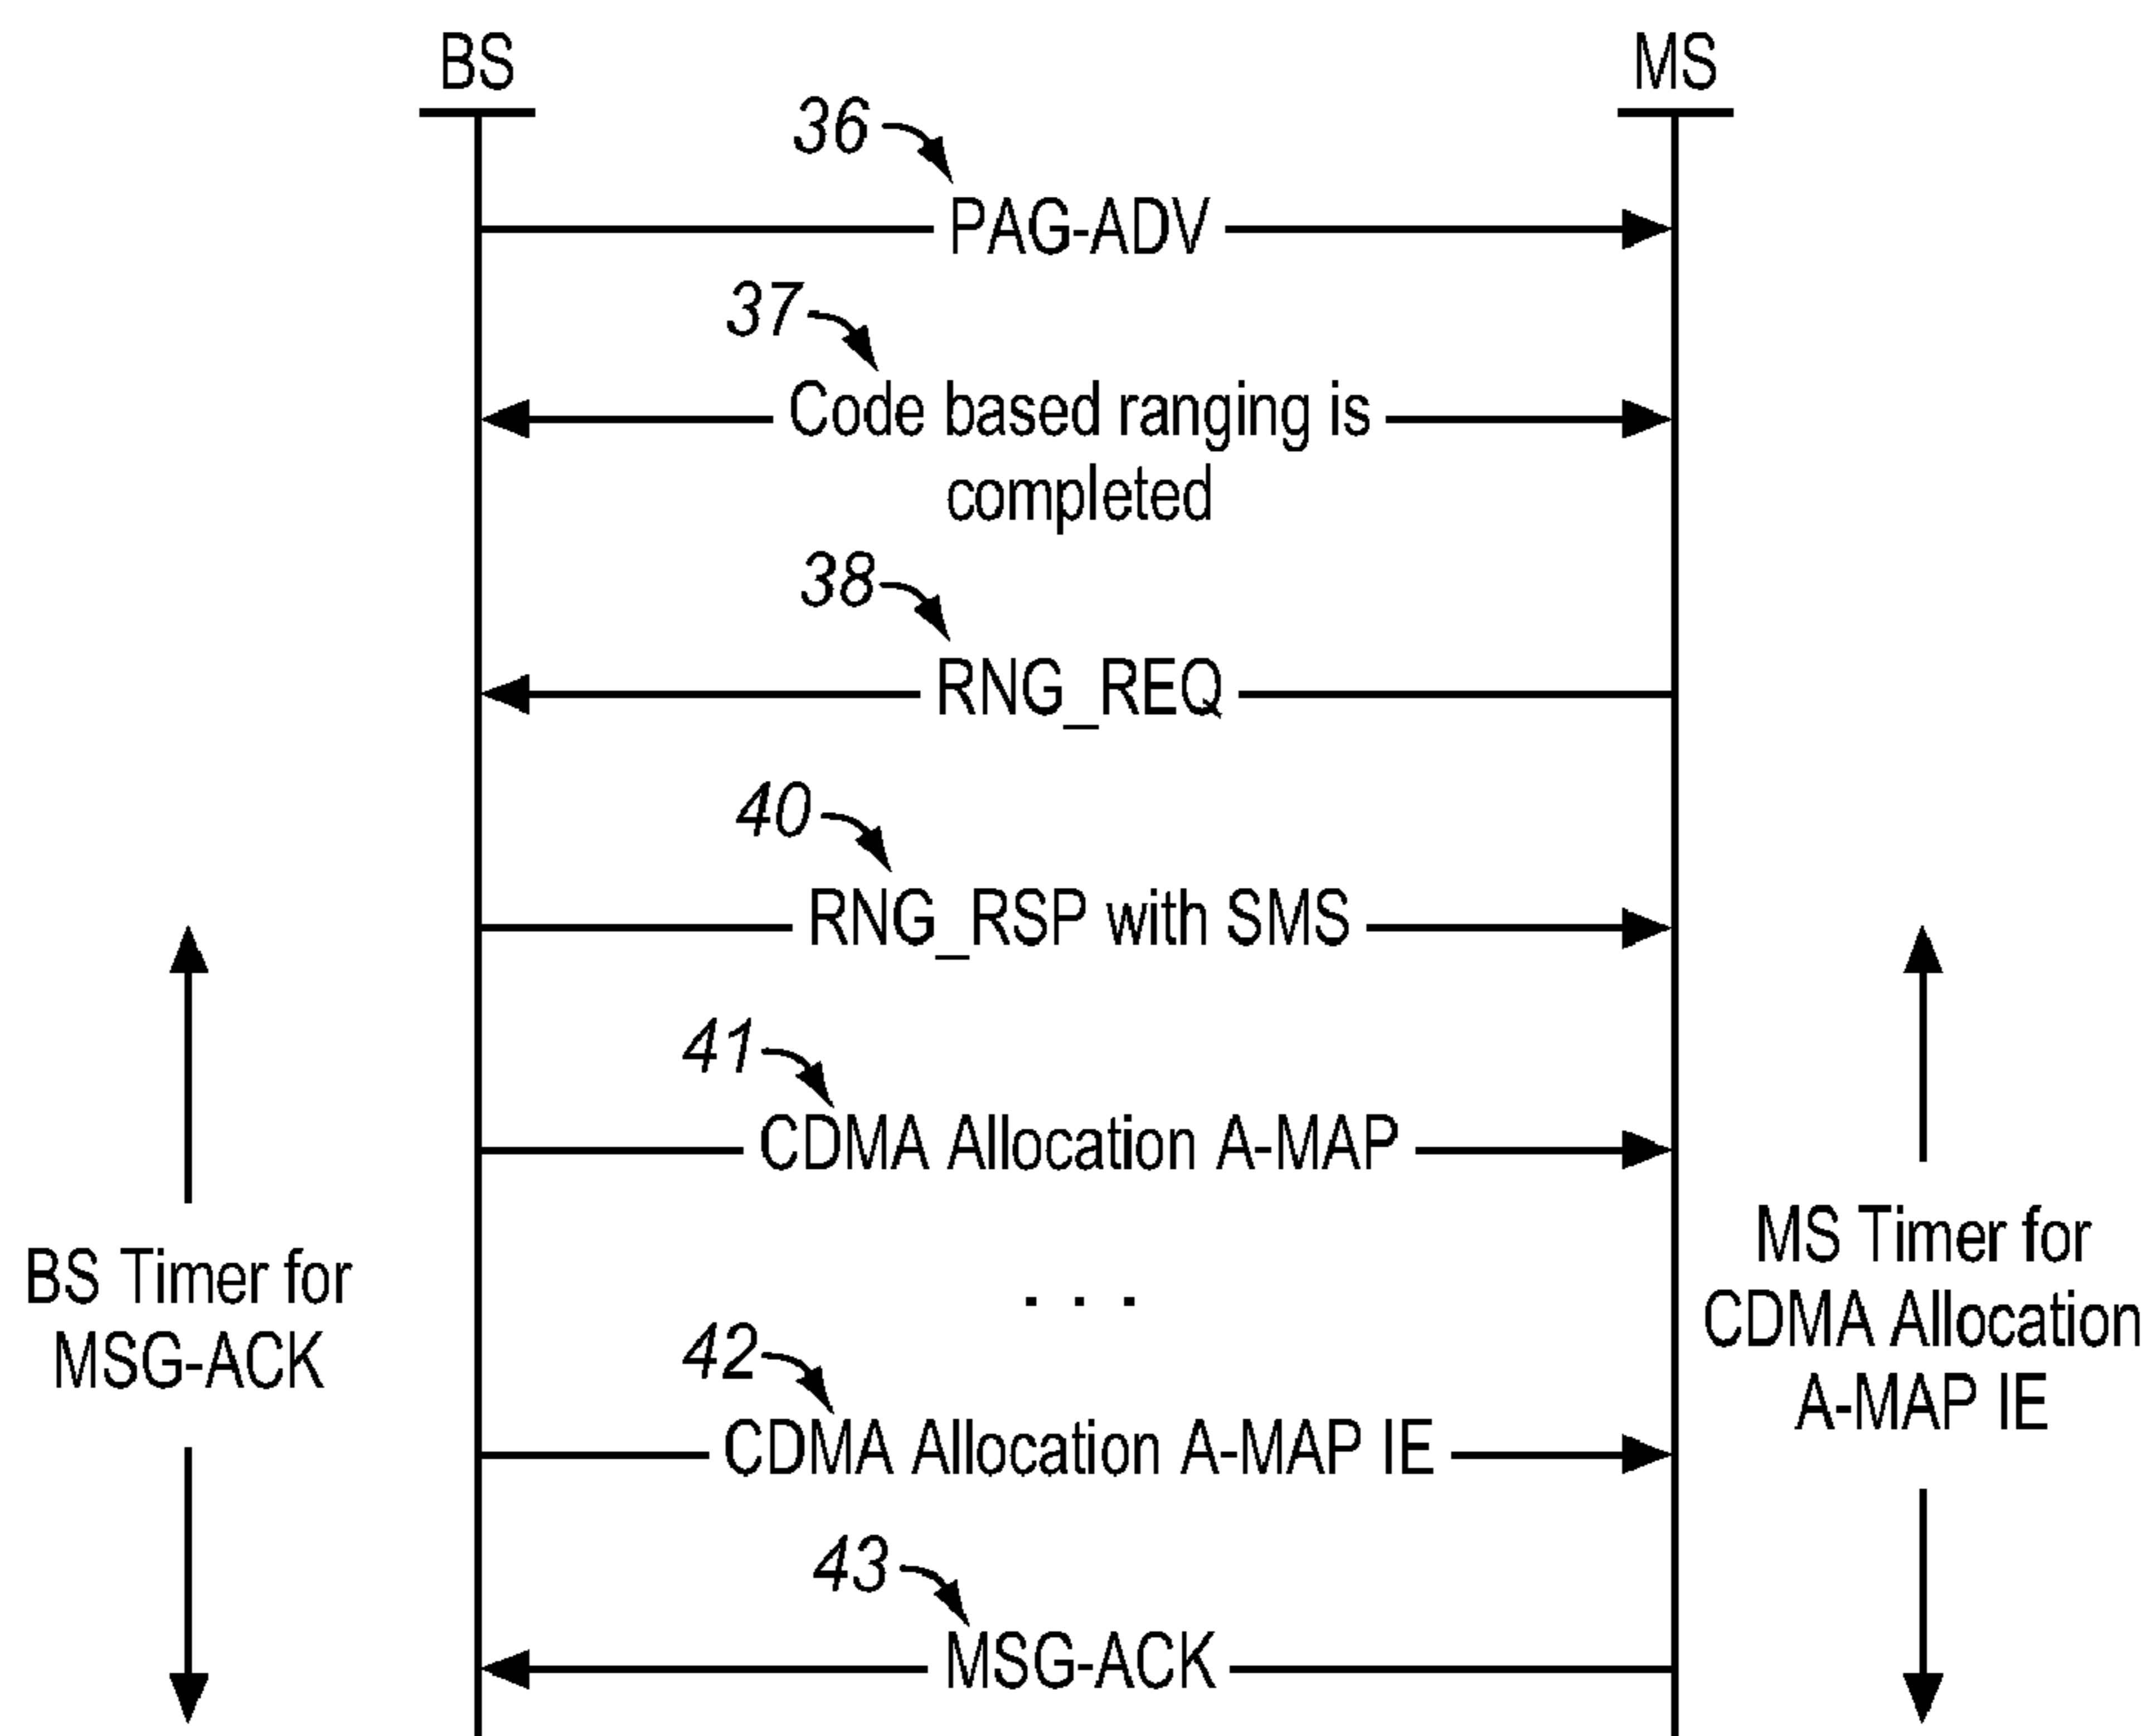 BS
MS
36
PAG-ADV
37
Code based ranging is
completed
38
RNG_REQ
40
RNG_RSP with SMS
41
CDMA Allocation A-MAP
BS Timer for
MSG-ACK
. . .
MS Timer for
CDMA Allocation
A-MAP IE
42
CDMA Allocation A-MAP IE
43
MSG-ACK